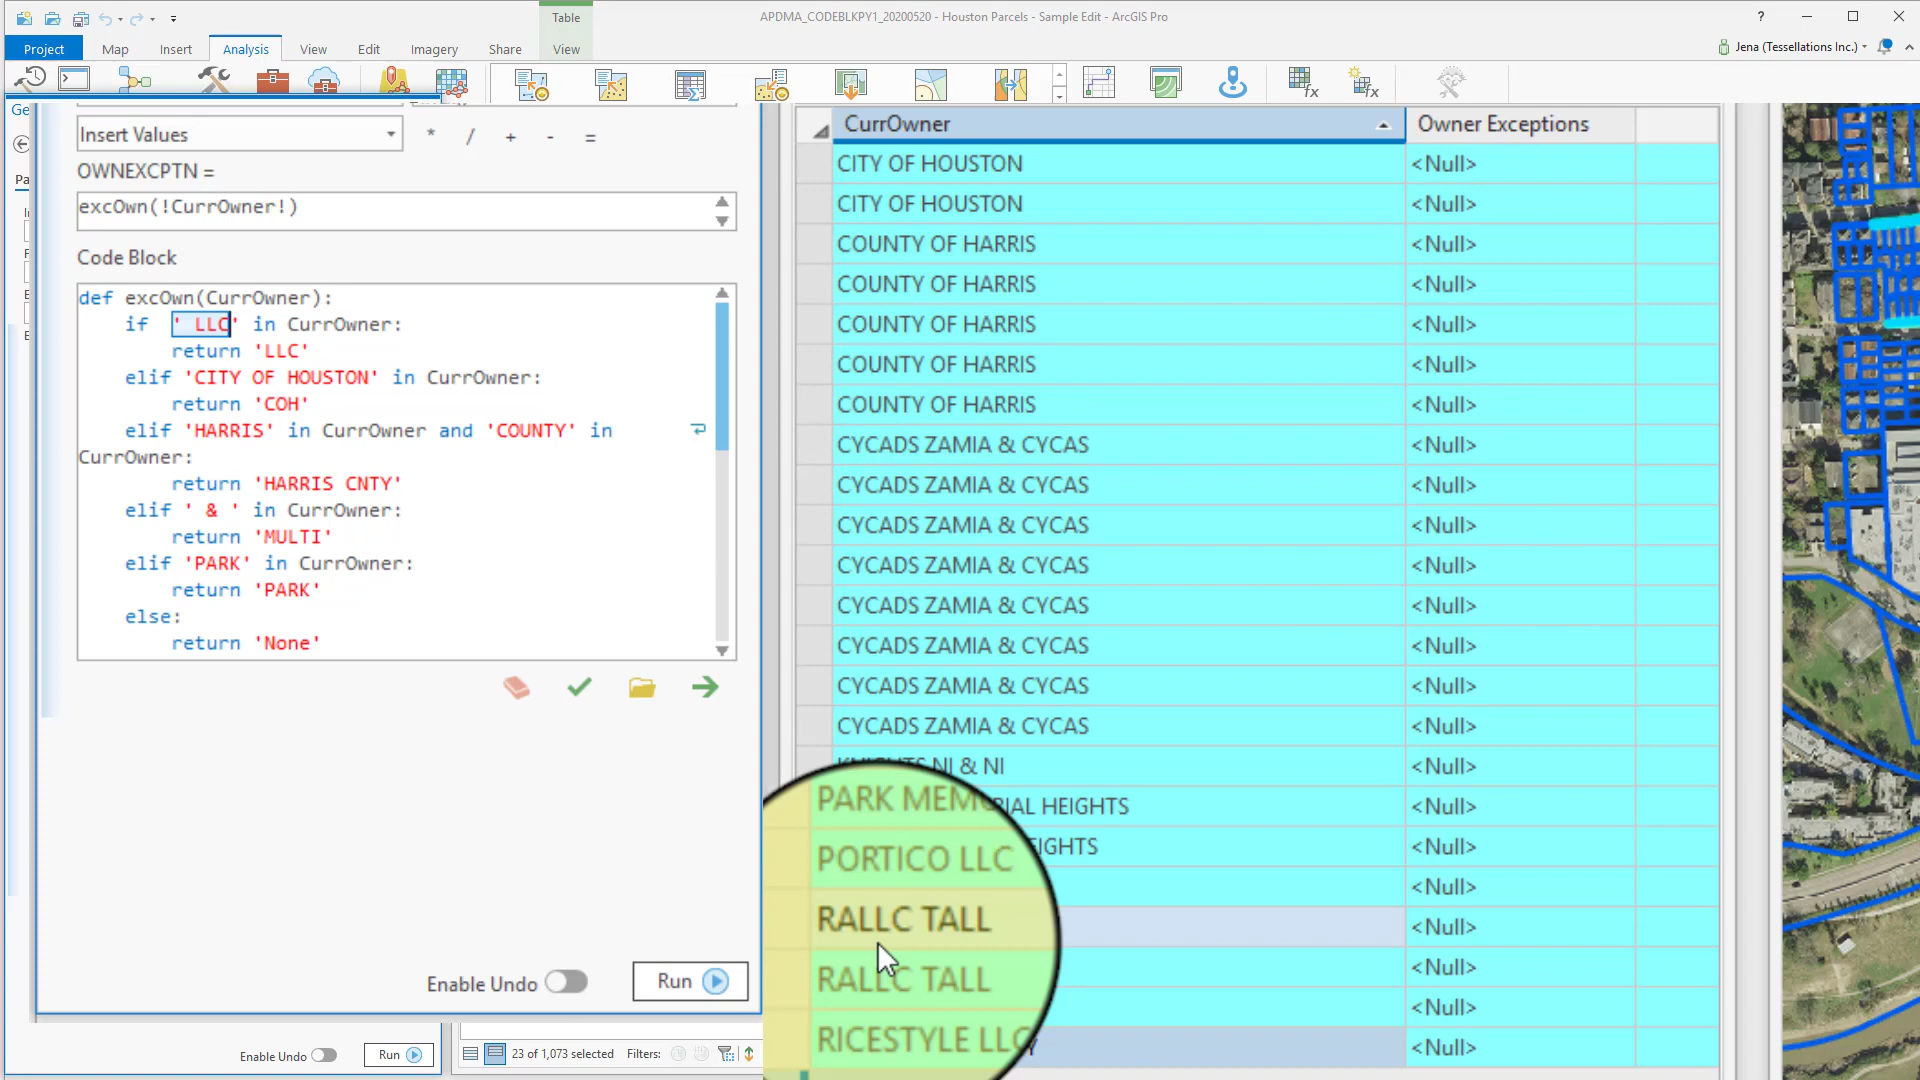 Table
APDMA_CODEBLKPY1_20200520 - Houston Parcels - Sample Edit - ArcGIS Pro
?
Project
Map
Insert
Analysis
View
Edit
Imagery
Share
View
Jena (Tessellations Inc.)
Ge
Pa
Insert Values
* / + - =
OWNEXCPTN =
excOwn(!CurrOwner!)
Code Block
def excOwn(CurrOwner):
if ' LLC' in CurrOwner:
return 'LLC'
elif 'CITY OF HOUSTON' in CurrOwner:
return 'COH'
elif 'HARRIS' in CurrOwner and 'COUNTY' in
CurrOwner:
return 'HARRIS CNTY'
elif ' & ' in CurrOwner:
return 'MULTI'
elif 'PARK' in CurrOwner:
return 'PARK'
else:
return 'None'
Enable Undo
Run
Enable Undo
Run
23 of 1,073 selected
Filters:
CurrOwner
Owner Exceptions
CITY OF HOUSTON <Null>
CITY OF HOUSTON <Null>
COUNTY OF HARRIS <Null>
COUNTY OF HARRIS <Null>
COUNTY OF HARRIS <Null>
COUNTY OF HARRIS <Null>
COUNTY OF HARRIS <Null>
CYCADS ZAMIA & CYCAS <Null>
CYCADS ZAMIA & CYCAS <Null>
CYCADS ZAMIA & CYCAS <Null>
CYCADS ZAMIA & CYCAS <Null>
CYCADS ZAMIA & CYCAS <Null>
CYCADS ZAMIA & CYCAS <Null>
CYCADS ZAMIA & CYCAS <Null>
CYCADS ZAMIA & CYCAS <Null>
KNIGHTS NI & NI <Null>
RIAL HEIGHTS <Null>
EIGHTS <Null>
<Null>
<Null>
<Null>
<Null>
<Null>
PARK MEMO
PORTICO LLC
RALLC TALL
RALLC TALL
RICESTYLE LLC